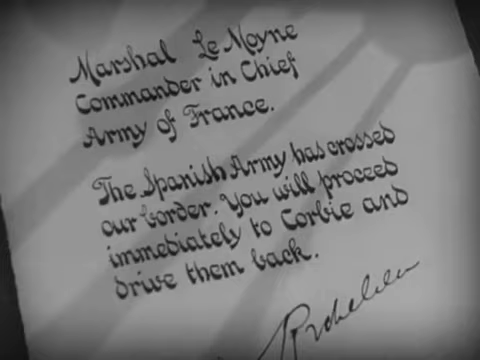 Marshal Le Moyne
Commander in Chief
Army of France.
The Spanish Army has crossed
our border. You will proceed
immediately to Corbie and
drive them back.
Richelieu